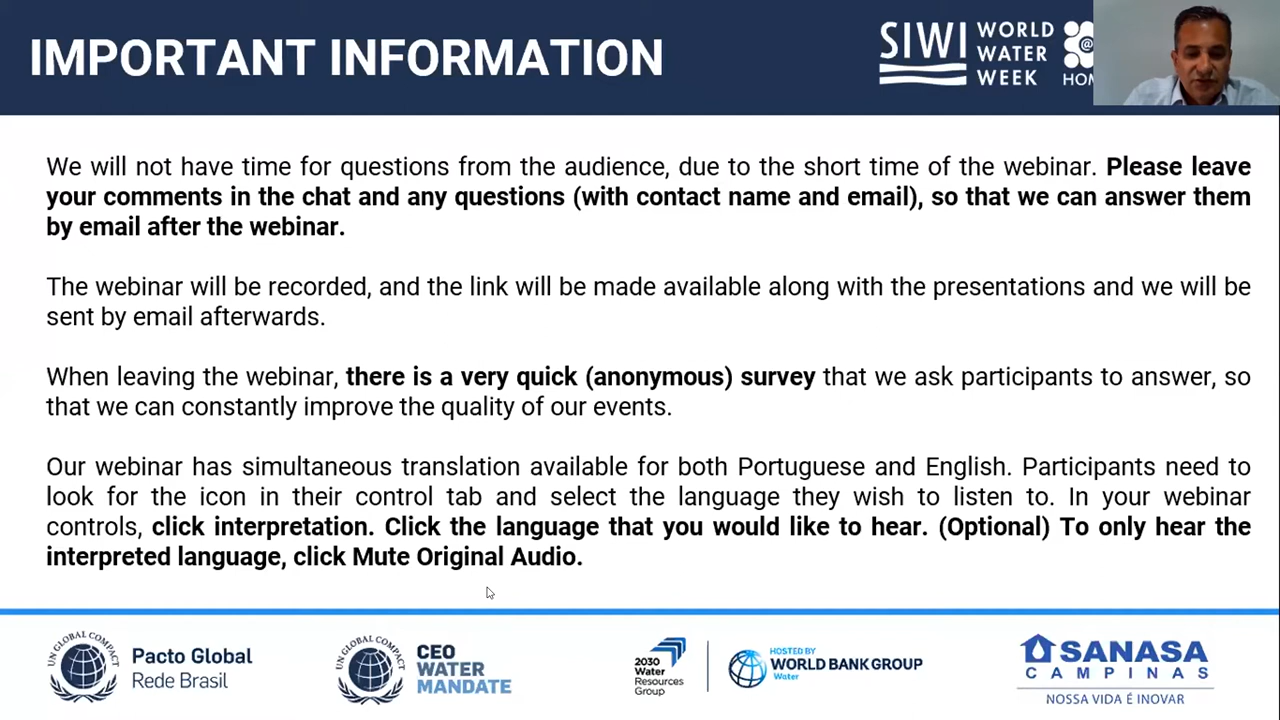 IMPORTANT INFORMATION
SIWI WORLD
WATER
WEEK
We will not have time for questions from the audience, due to the short time of the webinar. Please leave
your comments in the chat and any questions (with contact name and email), so that we can answer them
by email after the webinar.
The webinar will be recorded, and the link will be made available along with the presentations and we will be
sent by email afterwards.
When leaving the webinar, there is a very quick (anonymous) survey that we ask participants to answer, so
that we can constantly improve the quality of our events.
Our webinar has simultaneous translation available for both Portuguese and English. Participants need to
look for the icon in their control tab and select the language they wish to listen to. In your webinar
controls, click interpretation. Click the language that you would like to hear. (Optional) To only hear the
interpreted language, click Mute Original Audio.
UN GLOBAL COMPACT
Pacto Global
Rede Brasil
UN GLOBAL COMPACT
CEO
WATER
MANDATE
2030
Water
Resources
Group
HOSTED BY
WORLD BANK GROUP
Water
SANASA
CAMPINAS
NOSSA VIDA É INOVAR